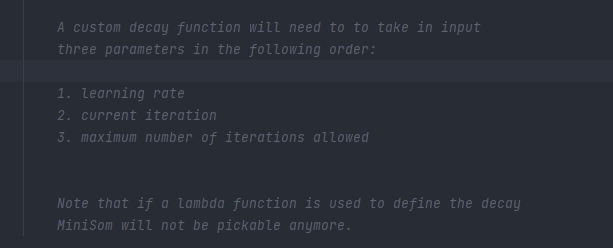 A custom decay function will need to to take in input
three parameters in the following order:
1. learning rate
2. current iteration
3. maximum number of iterations allowed
Note that if a lambda function is used to define the decay
MiniSom will not be pickable anymore.